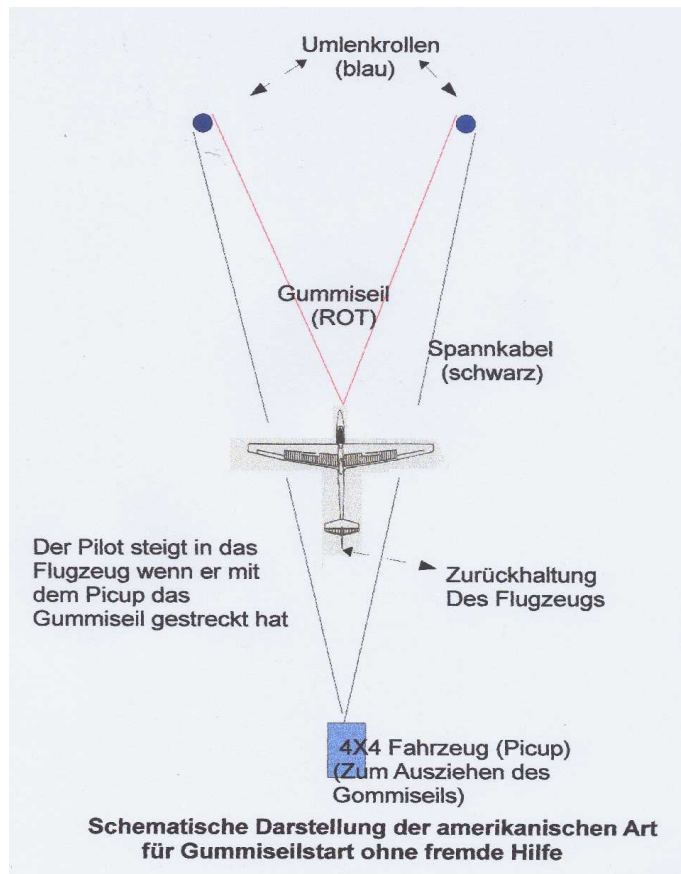 Umlenkrollen
(blau)
Gummiseil
(ROT)
Spannkabel
(schwarz)
Der Pilot steigt in das
Flugzeug wenn er mit
dem Picup das
Gummiseil gestreckt hat
Zurückhaltung
Des Flugzeugs
4X4 Fahrzeug (Picup)
(Zum Ausziehen des
Gommiseils)
Schematische Darstellung der amerikanischen Art
für Gummiseilstart ohne fremde Hilfe